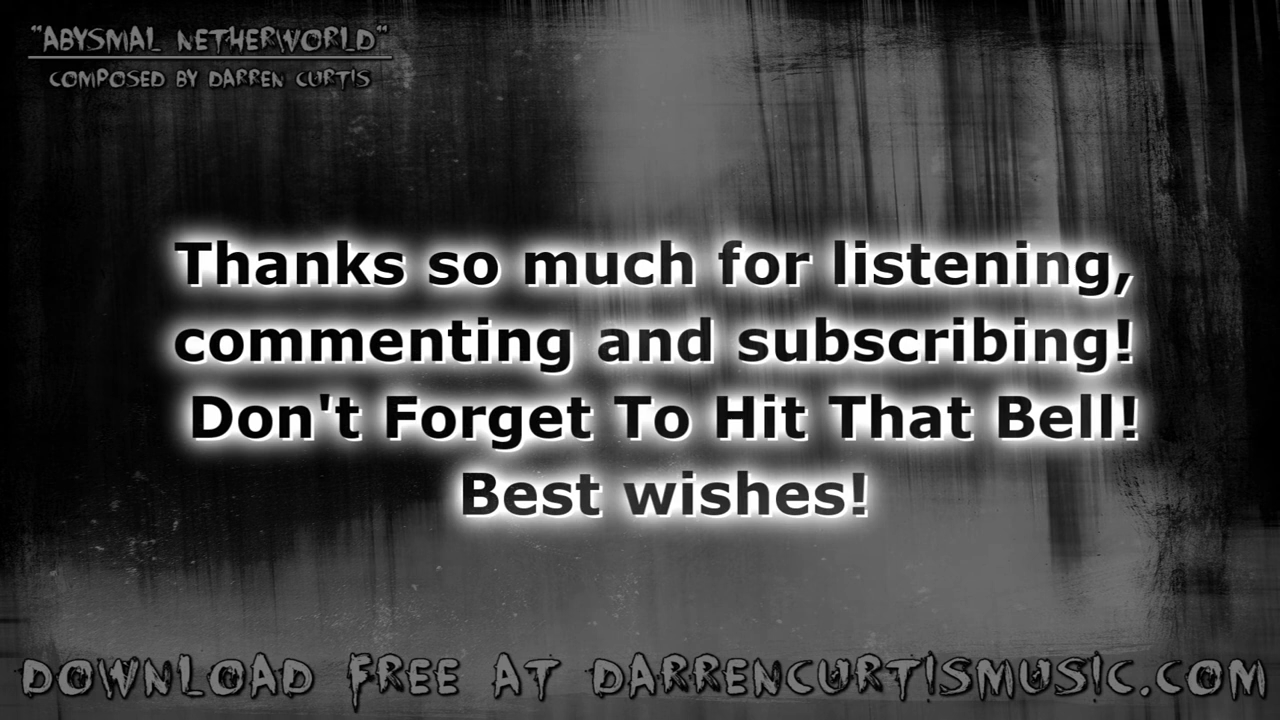 "ABYSMAL NETHERWORLD"
COMPOSED BY DARREN CURTIS
Thanks so much for listening,
commenting and subscribing!
Don't Forget To Hit That Bell!
Best wishes!
DOWNLOAD FREE AT DARRENCURTISMUSIC.COM